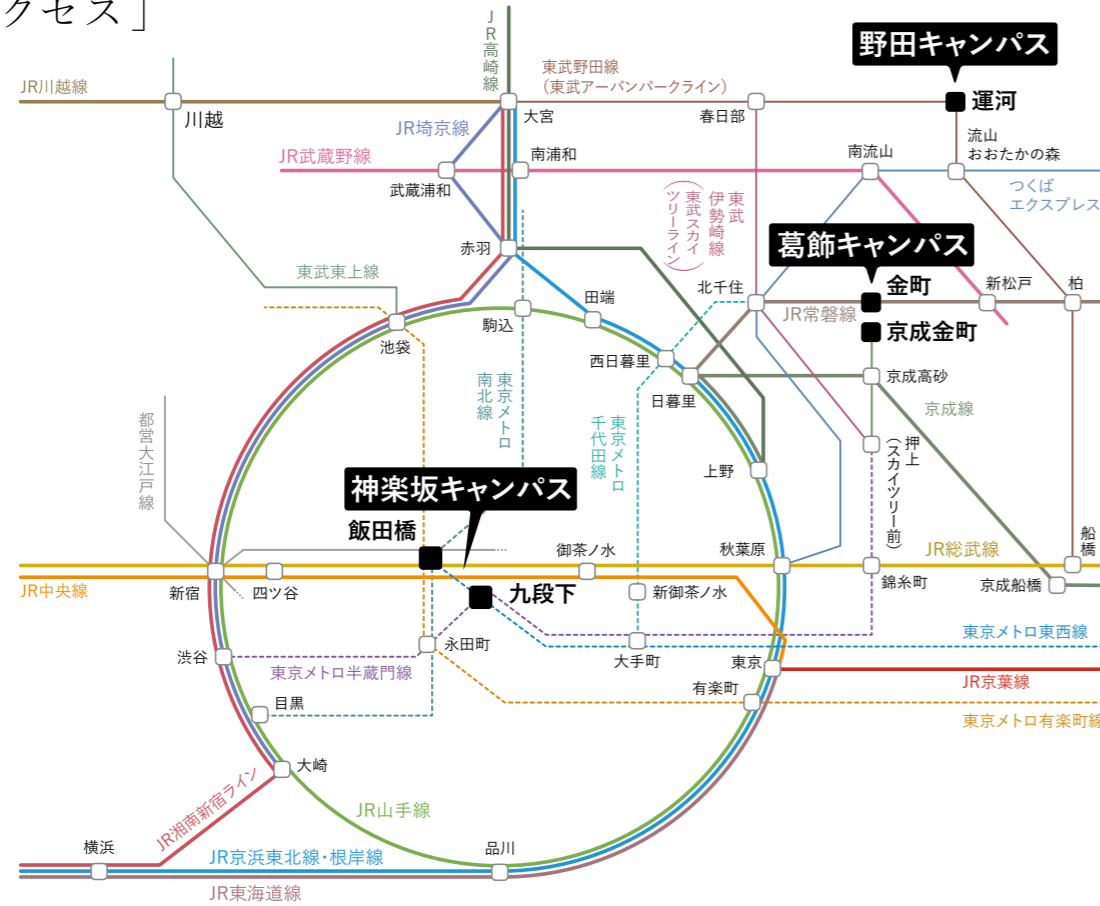 クセス」
JR高崎線
野田キャンパス
東武野田線
(東武アーバンパークライン)
JR川越線
運河
川越
大宮
春日部
JR埼京線
流山
おおたかの森
JR武蔵野線
南浦和
南流山
武蔵浦和
つくば
エクスプレス
東武
伊勢崎線
(東武スカイ
ツリーライン)
葛飾キャンパス
赤羽
東武東上線
北千住
金町
新松戸
柏
田端
駒込
JR常磐線
京成金町
池袋
西日暮里
京成高砂
日暮里
東京メトロ
南北線
京成線
都営大江戸線
東京メトロ
千代田線
押上
(スカイツリー前)
上野
神楽坂キャンパス
飯田橋
御茶ノ水
秋葉原
JR総武線
船橋
JR中央線
新宿
四ツ谷
九段下
新御茶ノ水
錦糸町
京成船橋
永田町
東京メトロ東西線
渋谷
東京メトロ半蔵門線
大手町
東京
JR京葉線
目黒
有楽町
東京メトロ有楽町線
大崎
JR湘南新宿ライン
JR山手線
横浜
JR京浜東北線・根岸線
品川
JR東海道線